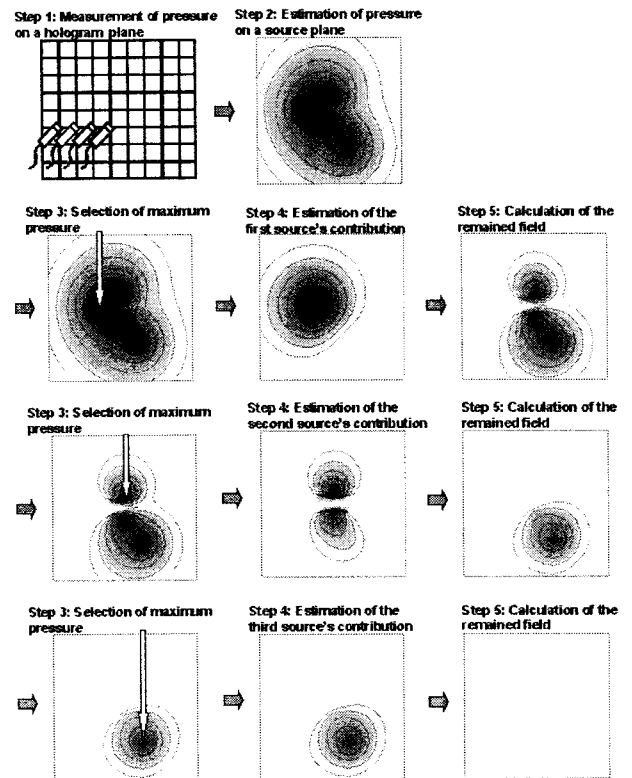 Step 1: Measurement of pressure
on a hologram plane
Step 2: Estimation of pressure
on a source plane
Step 3: Selection of maximum
pressure
Step 4: Estimation of the
first source's contribution
Step 5: Calculation of the
remained field
Step 3: Selection of maximum
pressure
Step 4: Estimation of the
second source's contribution
Step 5: Calculation of the
remained field
Step 3: Selection of maximum
pressure
Step 4: Estimation of the
third source's contribution
Step 5: Calculation of the
remained field